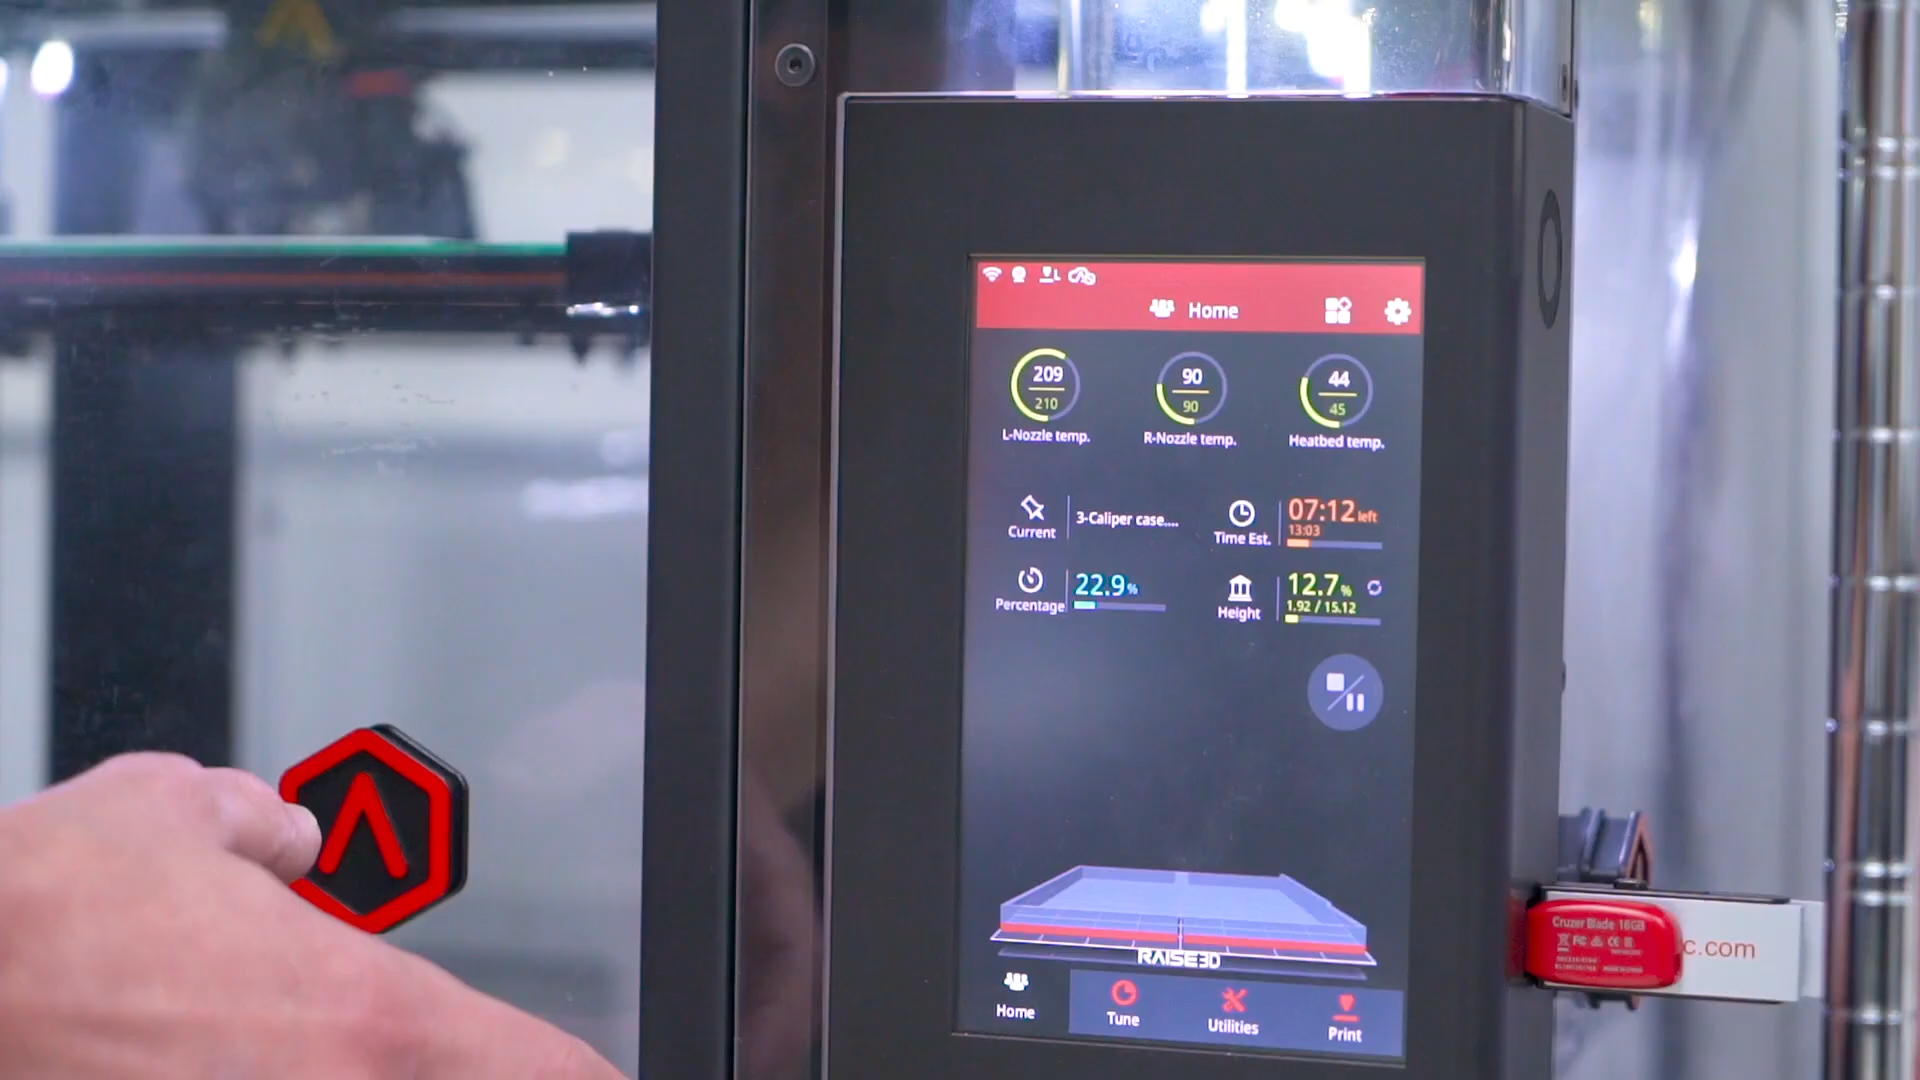 L
Home
209
210
L-Nozzle temp.
90
90
R-Nozzle temp.
44
45
Heatbed temp.
Current
3-Caliper case....
Time Est.
07:12 left
13:03
Percentage
22.9%
Height
12.7%
1.92 / 15.12
RAISE3D
Home
Tune
Utilities
Print
Cruzer Blade 16GB
c.com